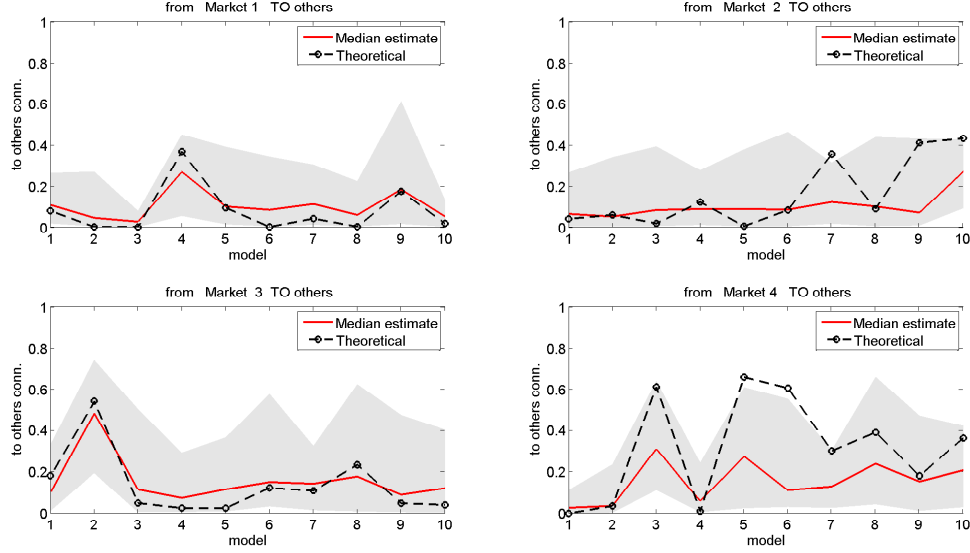 from Market 1 TO others
1
0.8
0.6
0.4
0.2
0
to others conn.
Median estimate
Theoretical
1 2 3 4 5 6 7 8 9 10
model
from Market 2 TO others
1
0.8
0.6
0.4
0.2
0
to others conn.
Median estimate
Theoretical
1 2 3 4 5 6 7 8 9 10
model
from Market 3 TO others
1
0.8
0.6
0.4
0.2
0
to others conn.
Median estimate
Theoretical
1 2 3 4 5 6 7 8 9 10
model
from Market 4 TO others
1
0.8
0.6
0.4
0.2
0
to others conn.
Median estimate
Theoretical
1 2 3 4 5 6 7 8 9 10
model